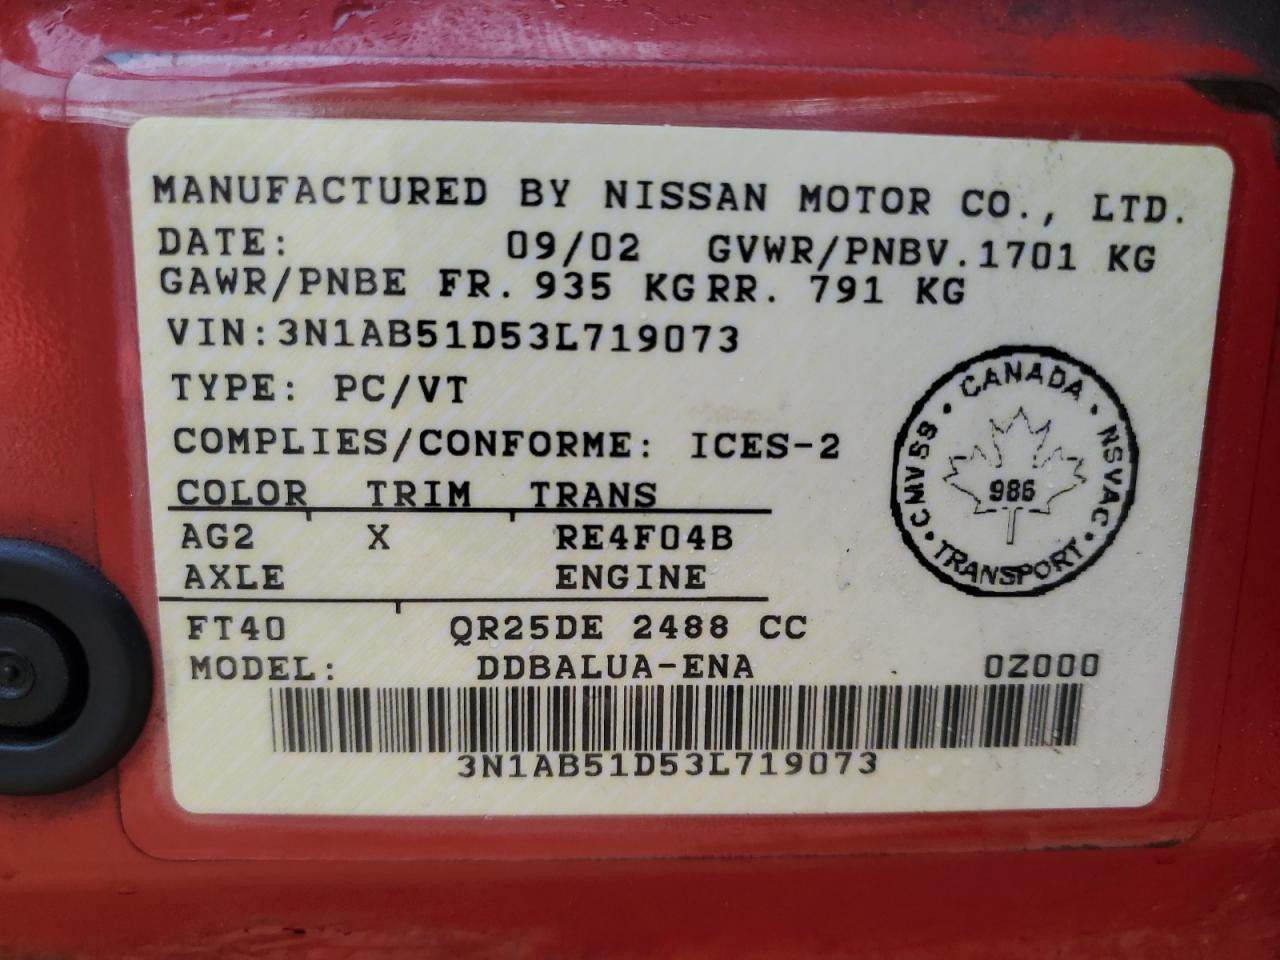 MANUFACTURED BY NISSAN MOTOR CO., LTD.
DATE: 09/02 GVWR/PNBV.1701 KG
GAWR/PNBE FR. 935 KG RR. 791 KG
VIN:3N1AB51D53L719073
TYPE: PC/VT
COMPLIES/CONFORME: ICES-2
COLOR TRIM TRANS
AG2 X RE4F04B
AXLE ENGINE
FT40 QR25DE 2488 CC
MODEL: DDBALUA-ENA 0Z000
3N1AB51D53L719073
CANADA • NSVAC • TRANSPORT • CMVSS •
986